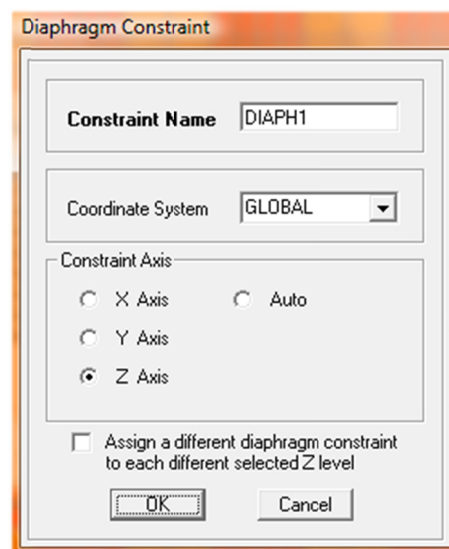 Diaphragm Constraint
Constraint Name DIAPH1
Coordinate System GLOBAL
Constraint Axis
X Axis Auto
Y Axis
Z Axis
Assign a different diaphragm constraint
to each different selected Z level
OK Cancel